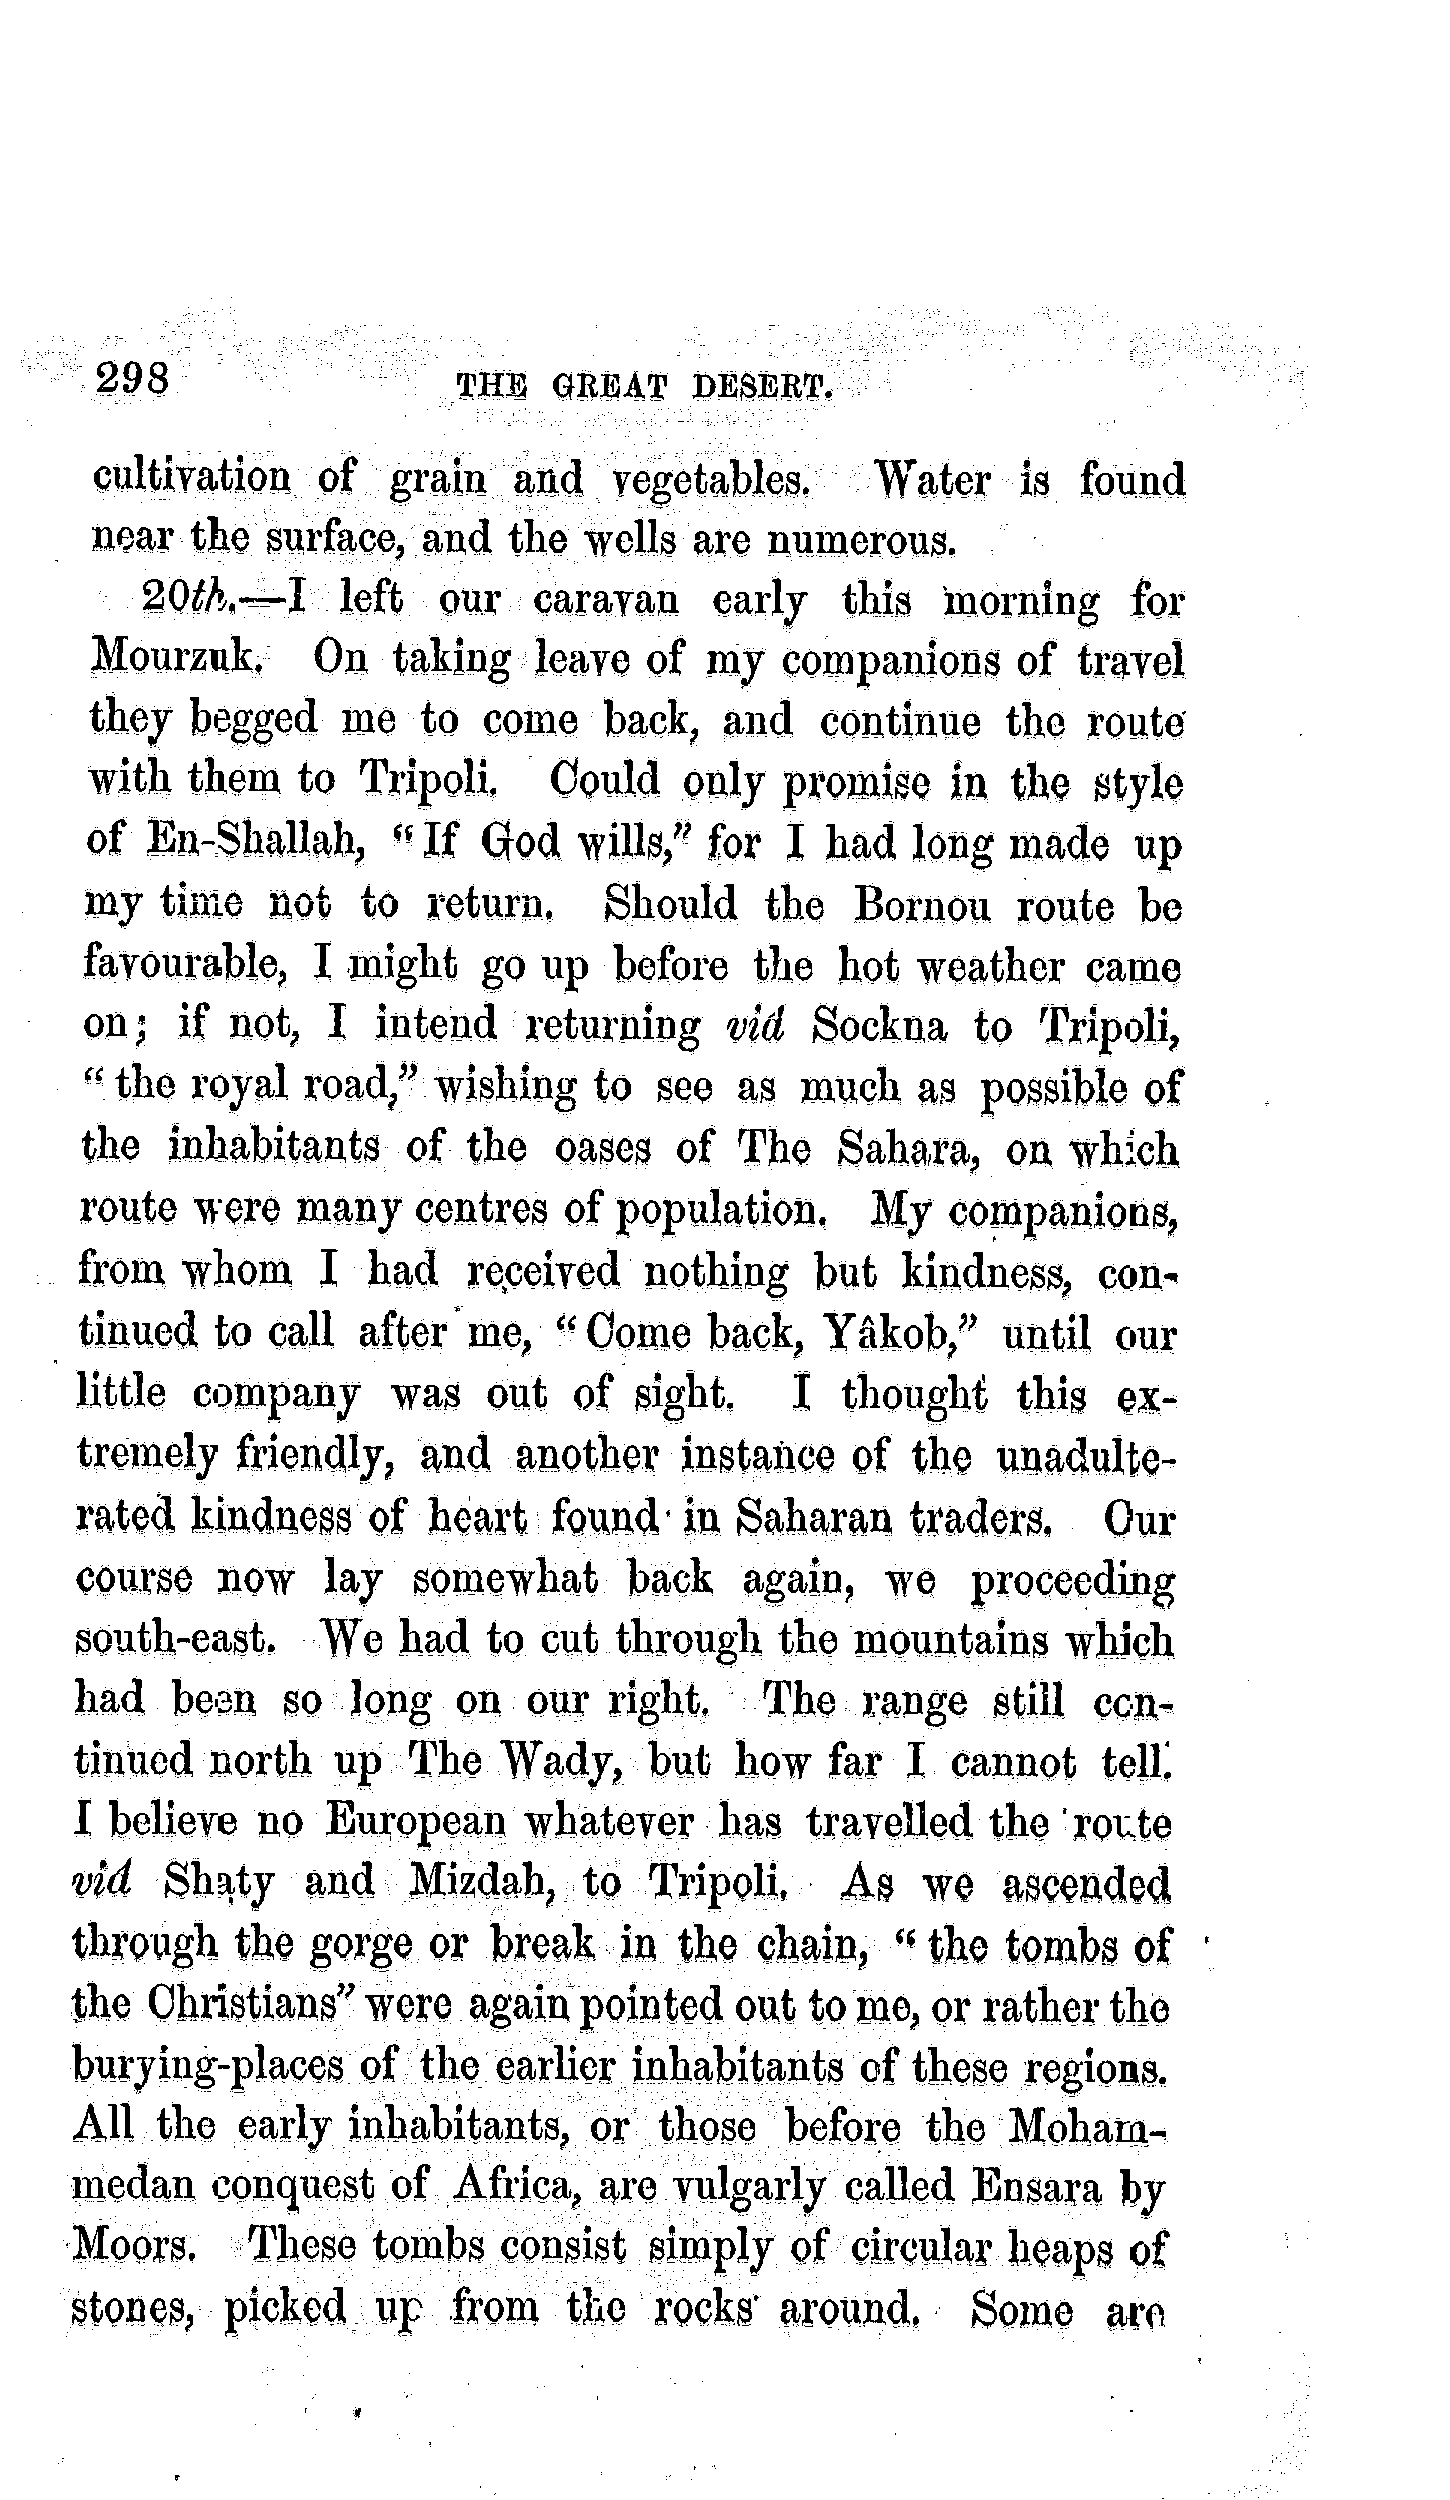 298 THE GREAT DESERT.
cultivation of grain and vegetables. Water is found
near the surface, and the wells are numerous.
20th.—I left our caravan early this morning for
Mourzuk. On taking leave of my companions of travel
they begged me to come back, and continue the route
with them to Tripoli. Could only promise in the style
of En-Shallah, “If God wills,” for I had long made up
my time not to return. Should the Bornou route be
favourable, I might go up before the hot weather came
on; if not, I intend returning viâ Sockna to Tripoli,
“the royal road,” wishing to see as much as possible of
the inhabitants of the oases of The Sahara, on which
route were many centres of population. My companions,
from whom I had received nothing but kindness, con-
tinued to call after me, “Come back, Yâkob,” until our
little company was out of sight. I thought this ex-
tremely friendly, and another instance of the unadulte-
rated kindness of heart found in Saharan traders. Our
course now lay somewhat back again, we proceeding
south-east. We had to cut through the mountains which
had been so long on our right. The range still con-
tinued north up The Wady, but how far I cannot tell.
I believe no European whatever has travelled the route
viâ Shaty and Mizdah, to Tripoli. As we ascended
through the gorge or break in the chain, “the tombs of
the Christians” were again pointed out to me, or rather the
burying-places of the earlier inhabitants of these regions.
All the early inhabitants, or those before the Moham-
medan conquest of Africa, are vulgarly called Ensara by
Moors. These tombs consist simply of circular heaps of
stones, picked up from the rocks around. Some are